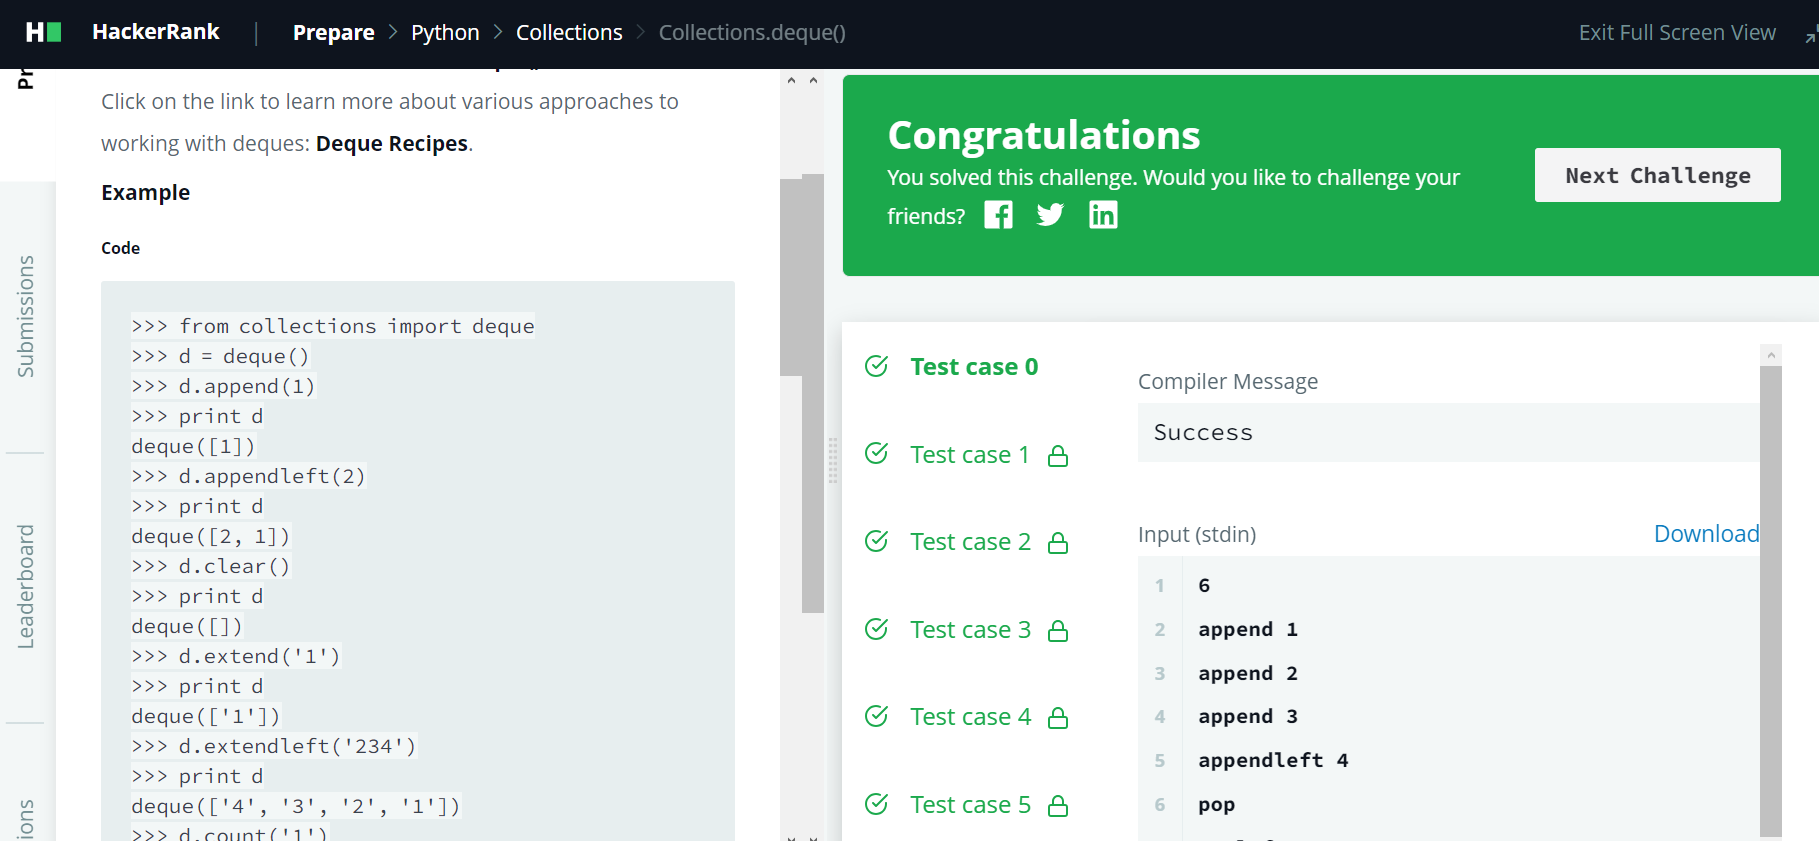 H HackerRank | Prepare > Python > Collections > Collections.deque() Exit Full Screen View
Click on the link to learn more about various approaches to
working with deques: Deque Recipes.
Example
Code
>>> from collections import deque
>>> d = deque()
>>> d.append(1)
>>> print d
deque([1])
>>> d.appendleft(2)
>>> print d
deque([2, 1])
>>> d.clear()
>>> print d
deque([])
>>> d.extend('1')
>>> print d
deque(['1'])
>>> d.extendleft('234')
>>> print d
deque(['4', '3', '2', '1'])
>>> d.count('1')
Submissions
Leaderboard
Congratulations
You solved this challenge. Would you like to challenge your
friends?
Next Challenge
Test case 0
Test case 1
Test case 2
Test case 3
Test case 4
Test case 5
Compiler Message
Success
Input (stdin)
Download
1 6
2 append 1
3 append 2
4 append 3
5 appendleft 4
6 pop